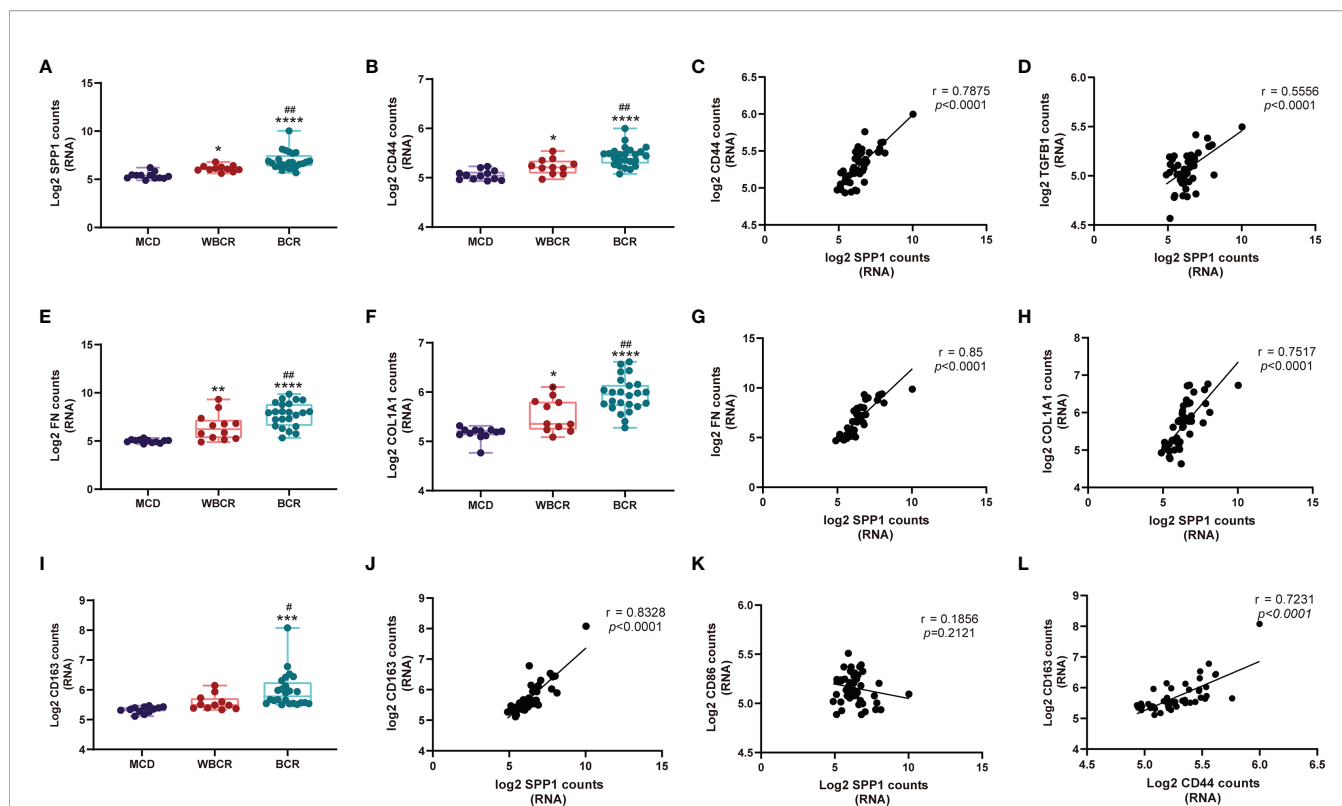 A
Log2 SPP1 counts
(RNA)
15
10
5
0
*
##
****
MCD
WBCR
BCR
B
Log2 CD44 counts
(RNA)
7
6
5
4
*
##
****
MCD
WBCR
BCR
C
log2 CD44 counts
(RNA)
6.5
6.0
5.5
5.0
4.5
r = 0.7875
p<0.0001
0
5
10
15
log2 SPP1 counts
(RNA)
D
log2 TGFB1 counts
(RNA)
6.0
5.5
5.0
4.5
r = 0.5556
p<0.0001
0
5
10
15
log2 SPP1 counts
(RNA)
E
Log2 FN counts
(RNA)
15
10
5
0
**
##
****
MCD
WBCR
BCR
F
Log2 COL1A1 counts
(RNA)
7
6
5
4
*
##
****
MCD
WBCR
BCR
G
log2 FN counts
(RNA)
15
10
5
0
r = 0.85
p<0.0001
0
5
10
15
log2 SPP1 counts
(RNA)
H
log2 COL1A1 counts
(RNA)
8
7
6
5
4
r = 0.7517
p<0.0001
0
5
10
15
log2 SPP1 counts
(RNA)
I
Log2 CD163 counts
(RNA)
9
8
7
6
5
4
#
***
MCD
WBCR
BCR
J
log2 CD163 counts
(RNA)
9
8
7
6
5
4
r = 0.8328
p<0.0001
0
5
10
15
log2 SPP1 counts
(RNA)
K
Log2 CD86 counts
(RNA)
6.0
5.5
5.0
4.5
r = 0.1856
p=0.2121
0
5
10
15
Log2 SPP1 counts
(RNA)
L
Log2 CD163 counts
(RNA)
9
8
7
6
5
4
r = 0.7231
p<0.0001
4.5
5.0
5.5
6.0
6.5
Log2 CD44 counts
(RNA)